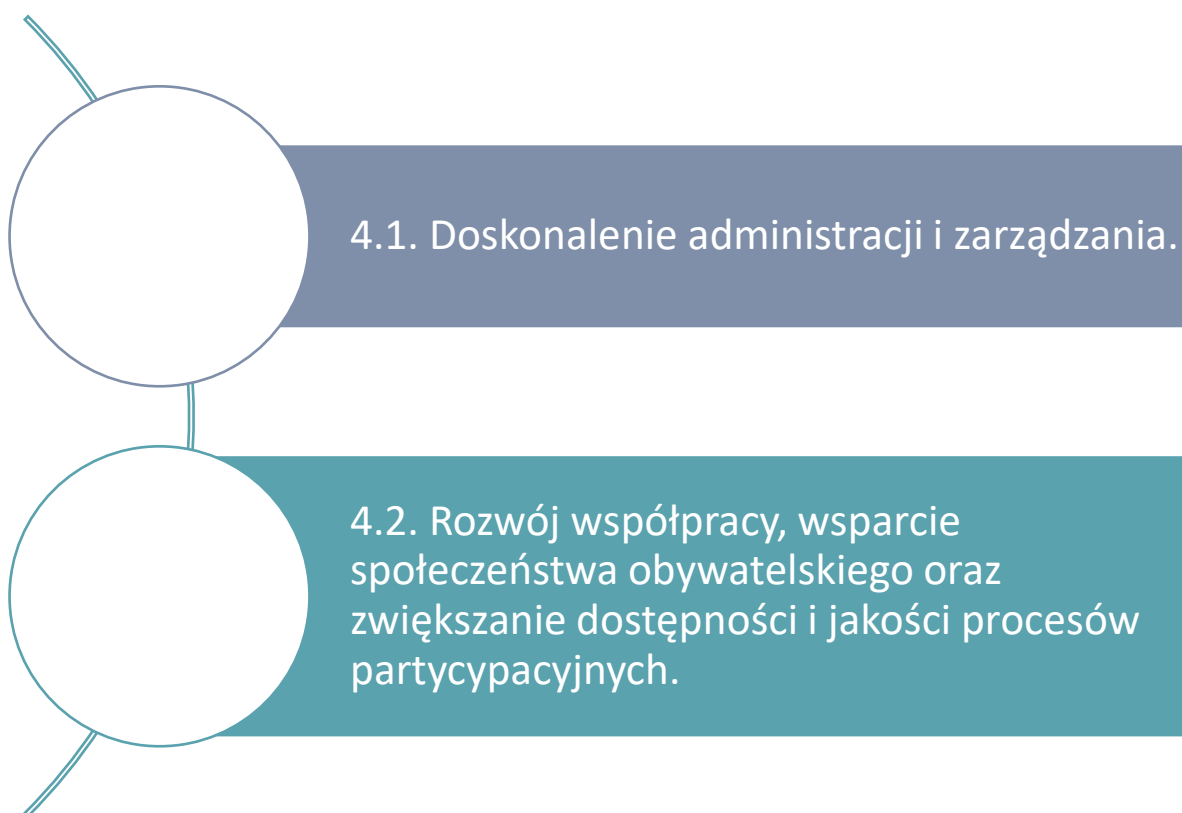 4.1. Doskonalenie administracji i zarządzania.
4.2. Rozwój współpracy, wsparcie
społeczeństwa obywatelskiego oraz
zwiększanie dostępności i jakości procesów
partycypacyjnych.